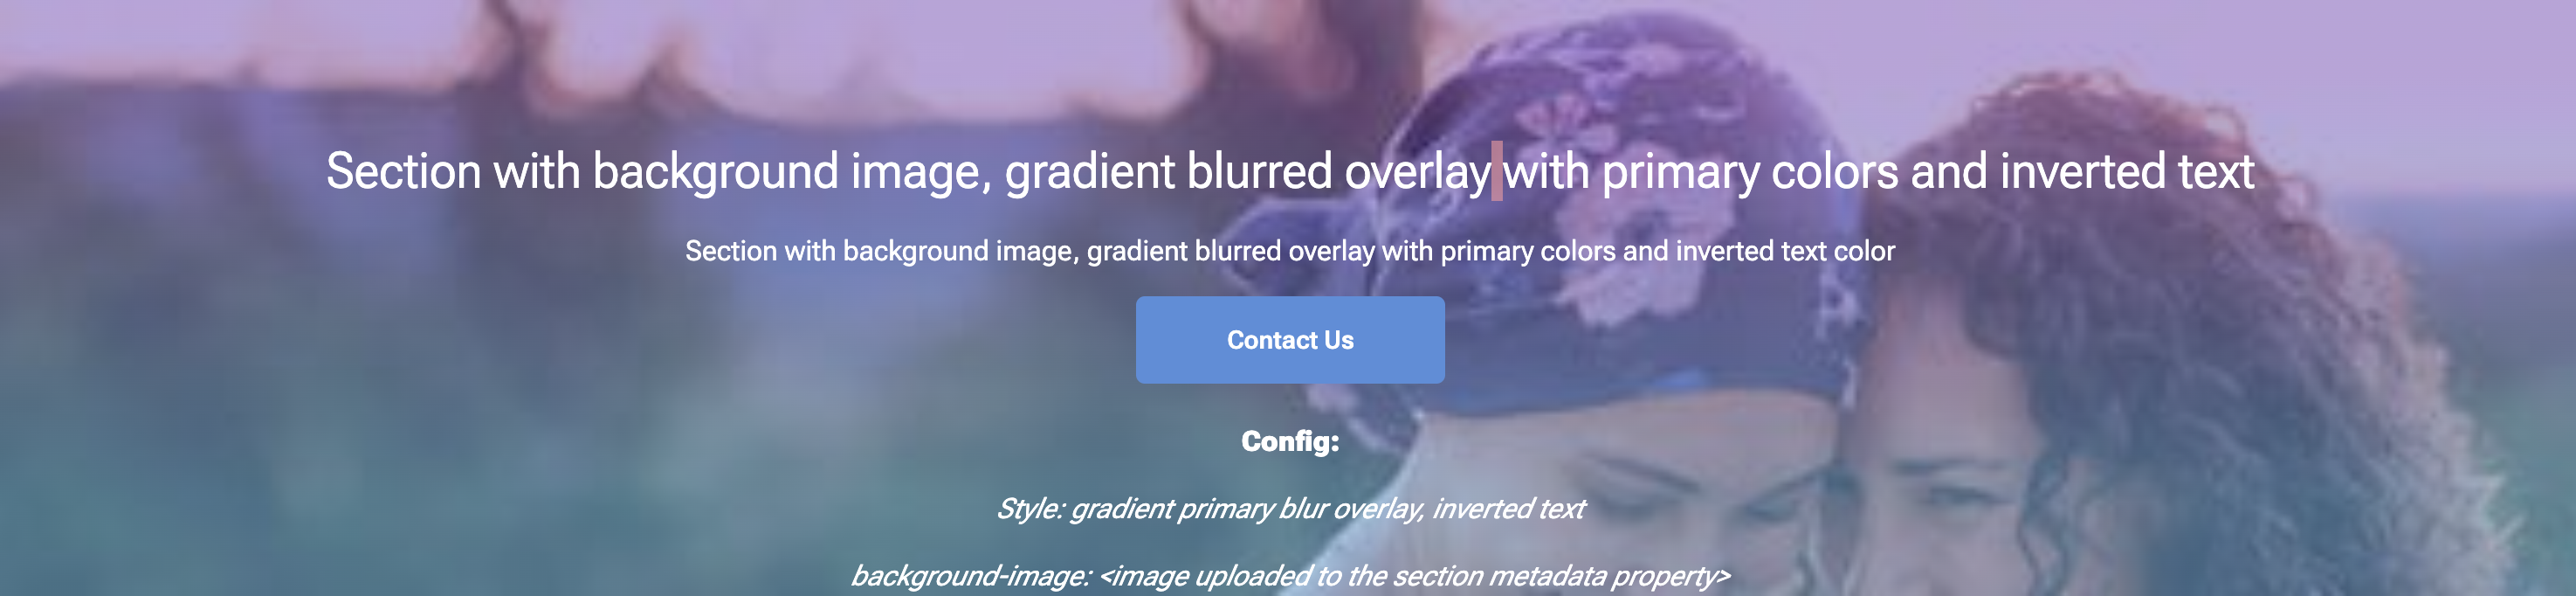 Section with background image, gradient blurred overlay with primary colors and inverted text
Section with background image, gradient blurred overlay with primary colors and inverted text color
Contact Us
Config:
Style: gradient primary blur overlay, inverted text
background-image: <image uploaded to the section metadata property>